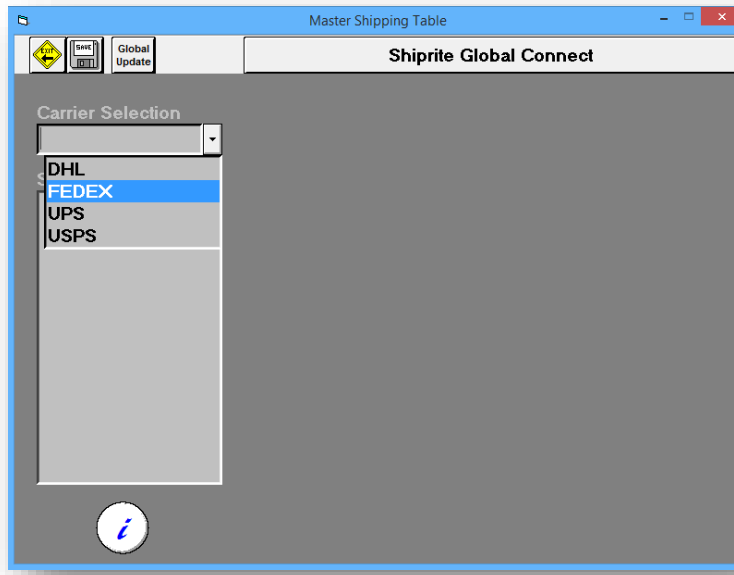 Master Shipping Table
EXIT
SAVE
Global
Update
Shiprite Global Connect
Carrier Selection
DHL
FEDEX
UPS
USPS
i